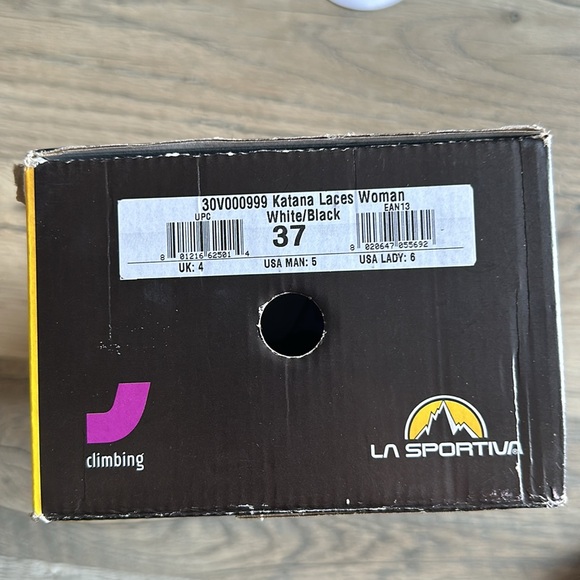 30V000999 Katana Laces Woman
UPC White/Black EAN13
37
8 01216 62501 4
8 020647 055692
UK: 4 USA MAN: 5 USA LADY: 6
climbing
LA SPORTIVA